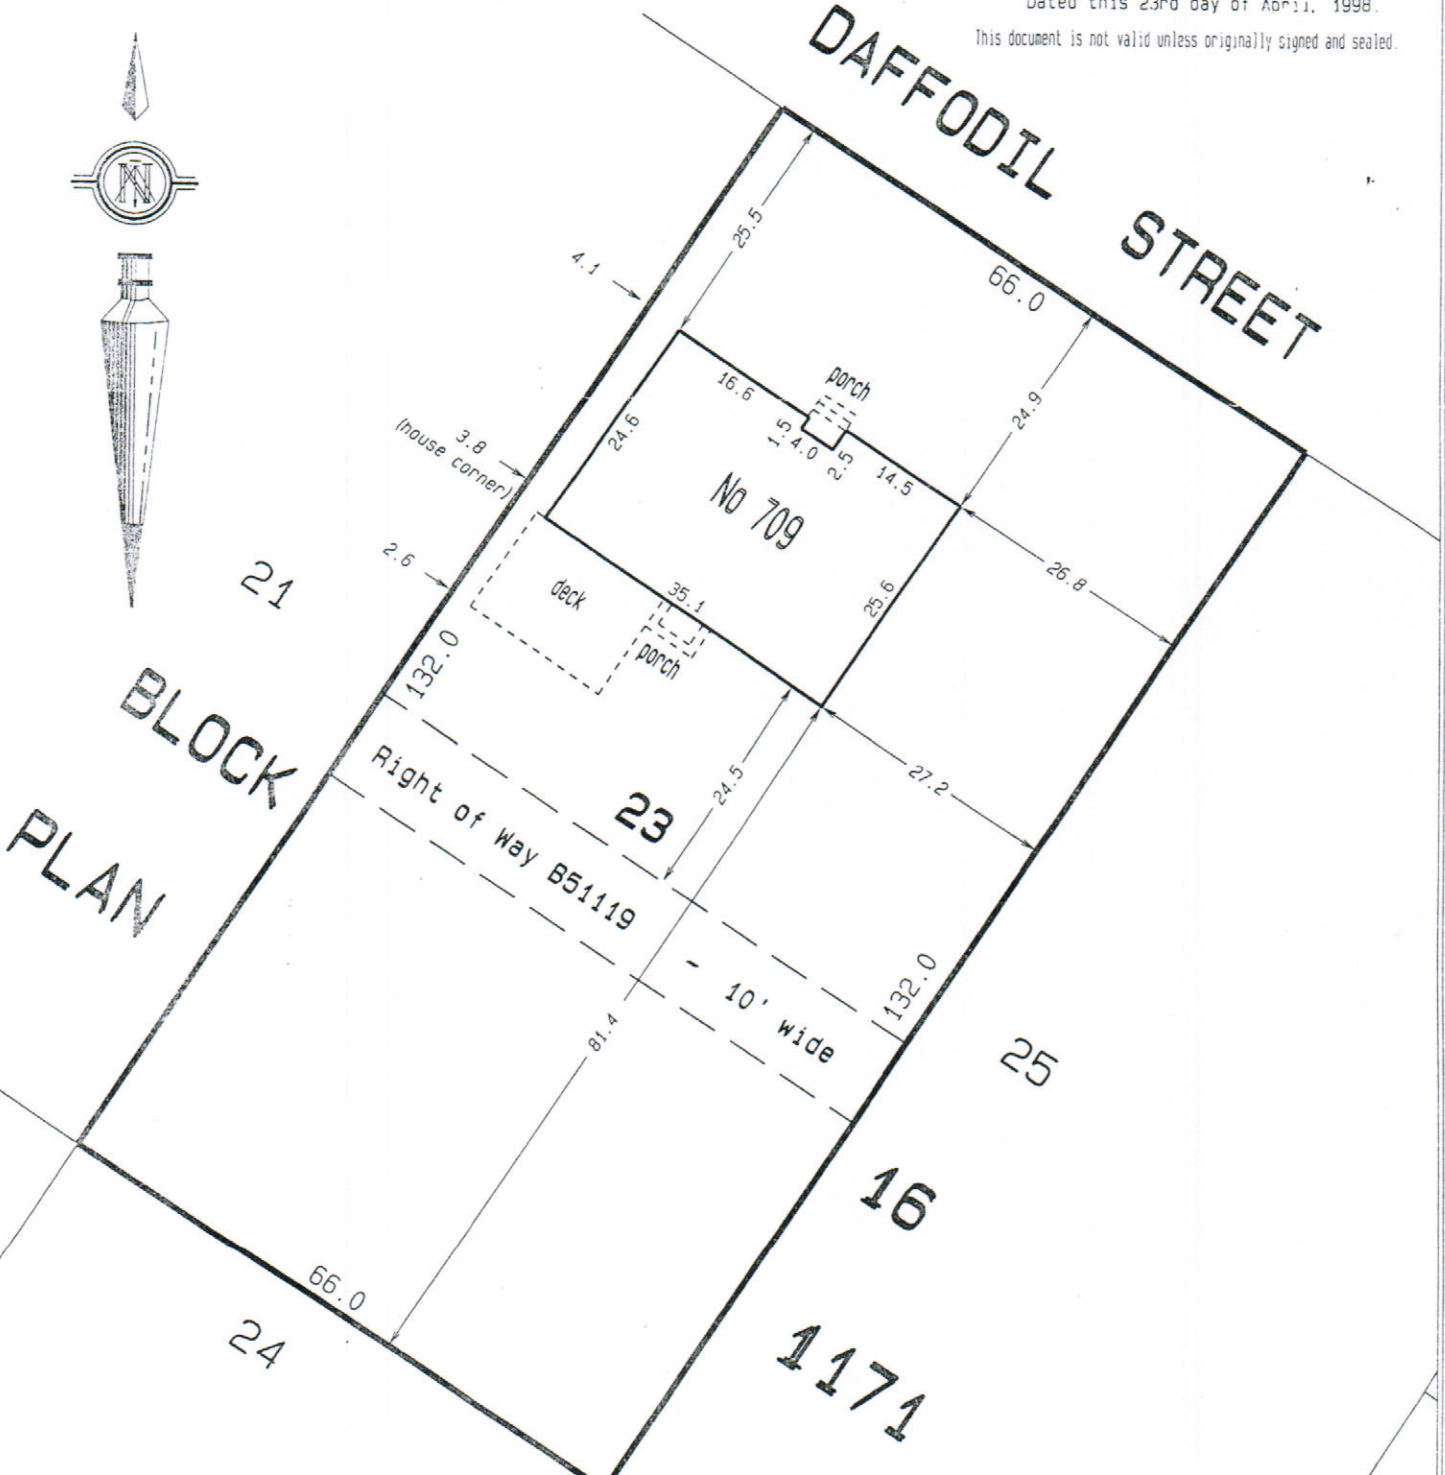 Dated this 23rd day of April, 1998.
This document is not valid unless originally signed and sealed.
DAFFODIL STREET
N
25.5
4.1
66.0
porch
16.6
24.9
24.6
1.5
4.0
2.5
14.5
3.8
(house corner)
No 709
26.8
2.6
21
deck
35.1
25.6
porch
132.0
BLOCK
PLAN
Right of Way B51119 - 10' wide
23
24.5
27.2
132.0
81.4
25
16
66.0
24
1171